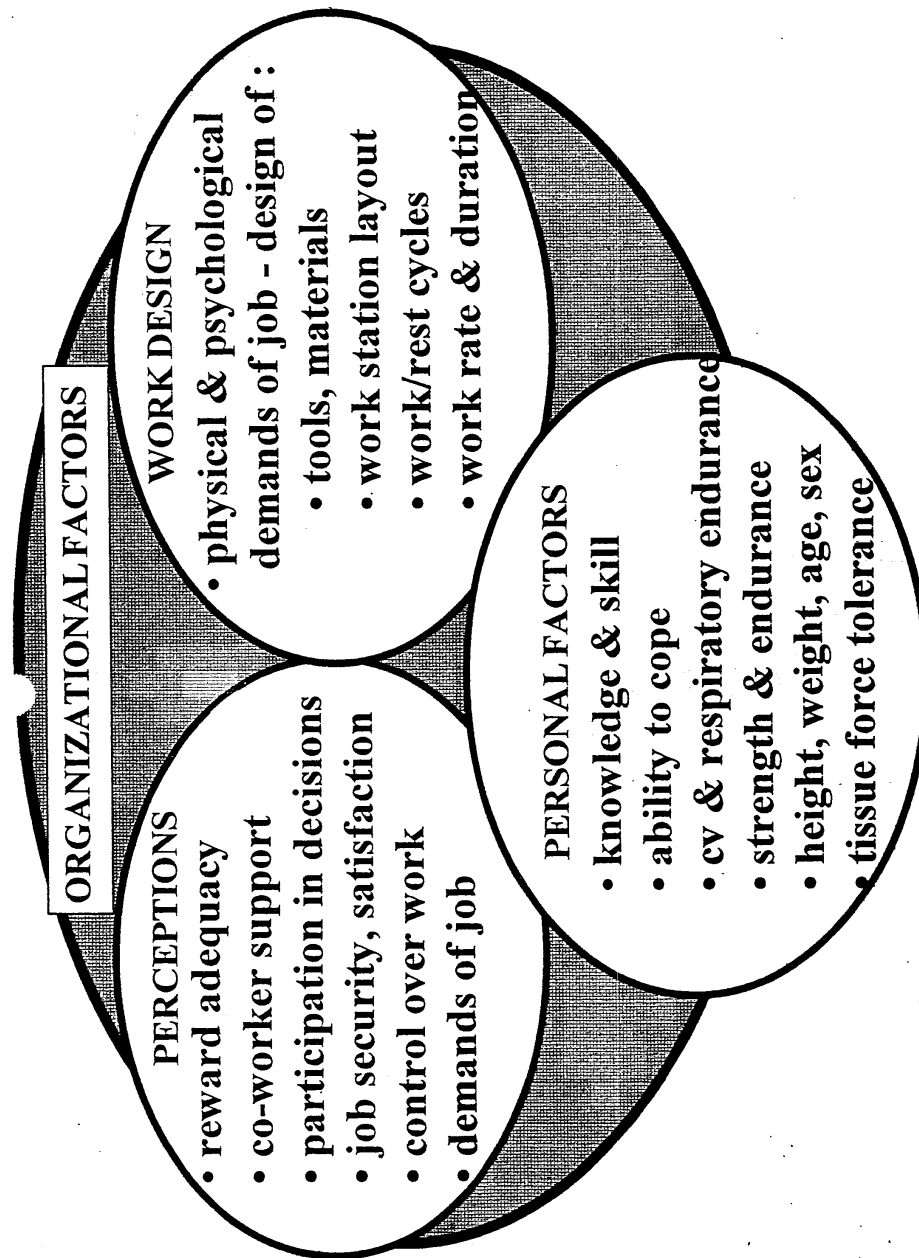 ORGANIZATIONAL FACTORS
PERCEPTIONS
• reward adequacy
• co-worker support
• participation in decisions
• job security, satisfaction
• control over work
• demands of job
WORK DESIGN
• physical & psychological
demands of job - design of :
• tools, materials
• work station layout
• work/rest cycles
• work rate & duration
PERSONAL FACTORS
• knowledge & skill
• ability to cope
• cv & respiratory endurance
• strength & endurance
• height, weight, age, sex
• tissue force tolerance